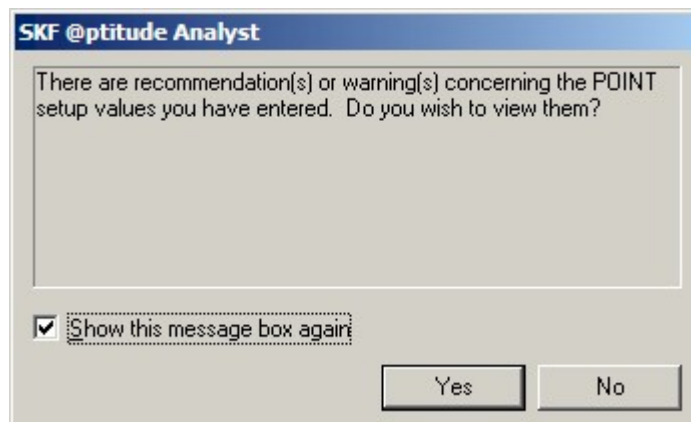 SKF @ptitude Analyst
There are recommendation(s) or warning(s) concerning the POINT
setup values you have entered.  Do you wish to view them?
Show this message box again
Yes No